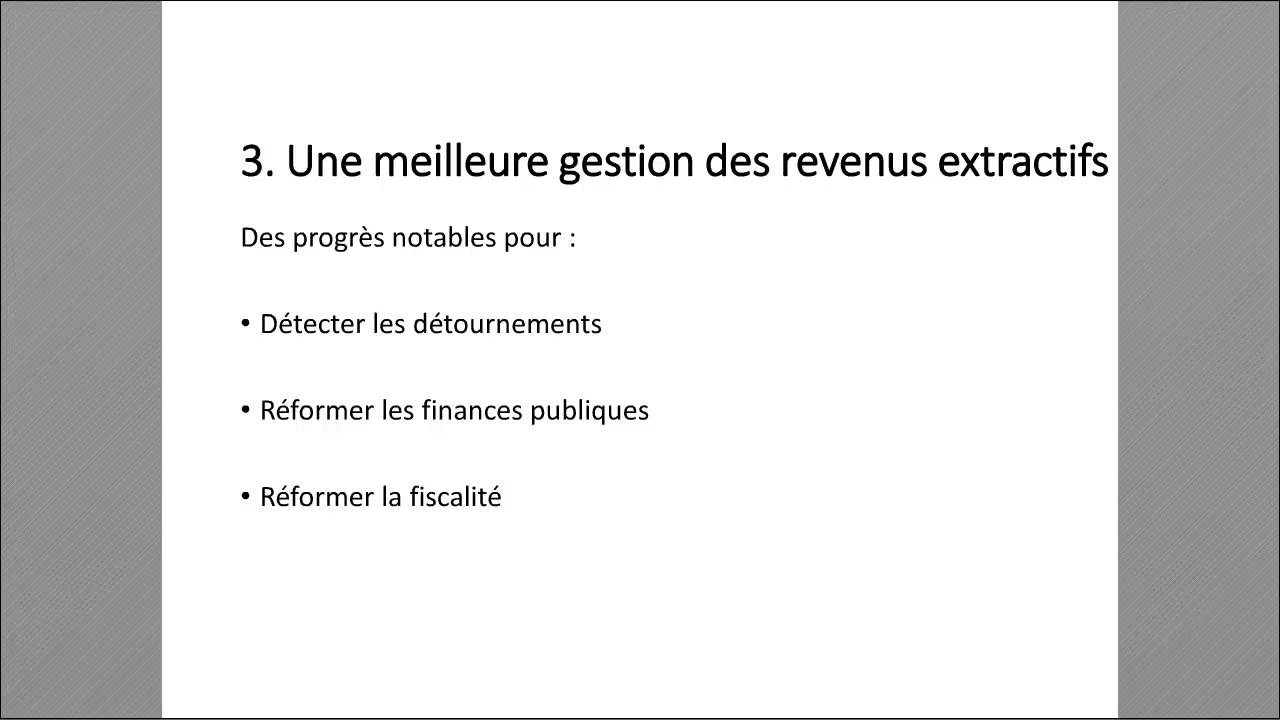 3. Une meilleure gestion des revenus extractifs
Des progrès notables pour :
• Détecter les détournements
• Réformer les finances publiques
• Réformer la fiscalité